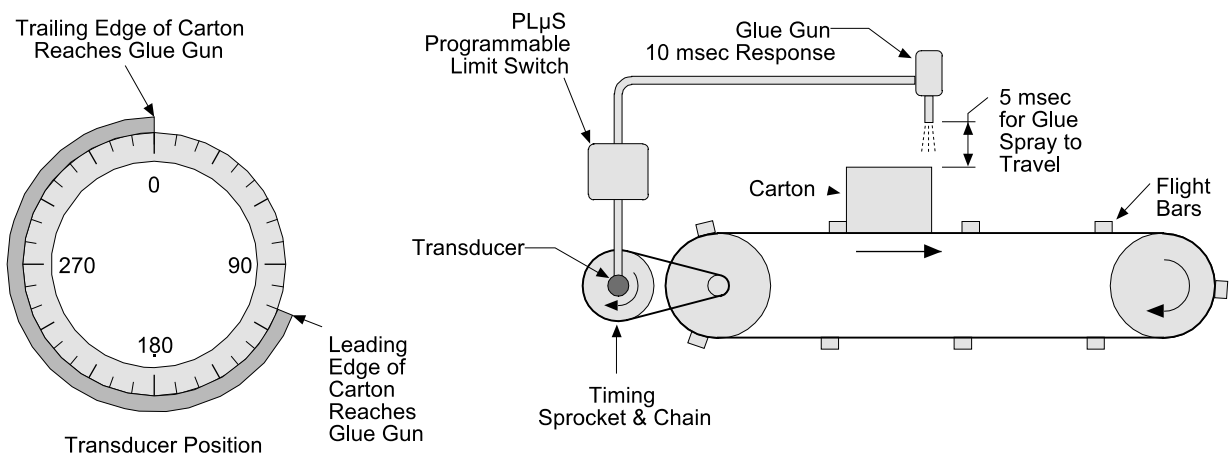 Trailing Edge of Carton
Reaches Glue Gun
0
270
90
180
Leading
Edge of
Carton
Reaches
Glue Gun
Transducer Position
PLµS
Programmable
Limit Switch
Glue Gun
10 msec Response
5 msec
for Glue
Spray to
Travel
Carton
Flight
Bars
Transducer
Timing
Sprocket & Chain